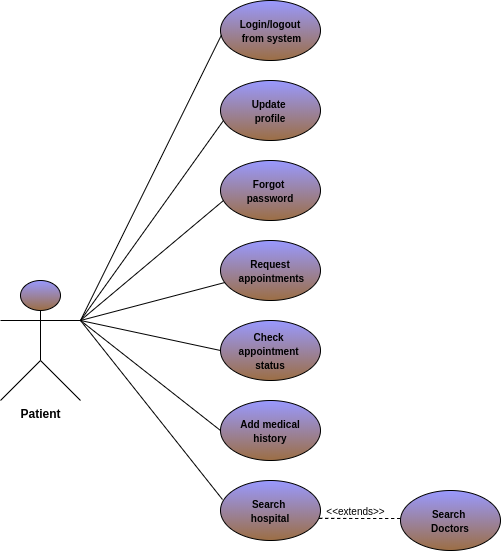 Login/logout
from system
Update
profile
Forgot
password
Request
appointments
Check
appointment
status
Patient
Add medical
history
Search
hospital
<<extends>>
Search
Doctors